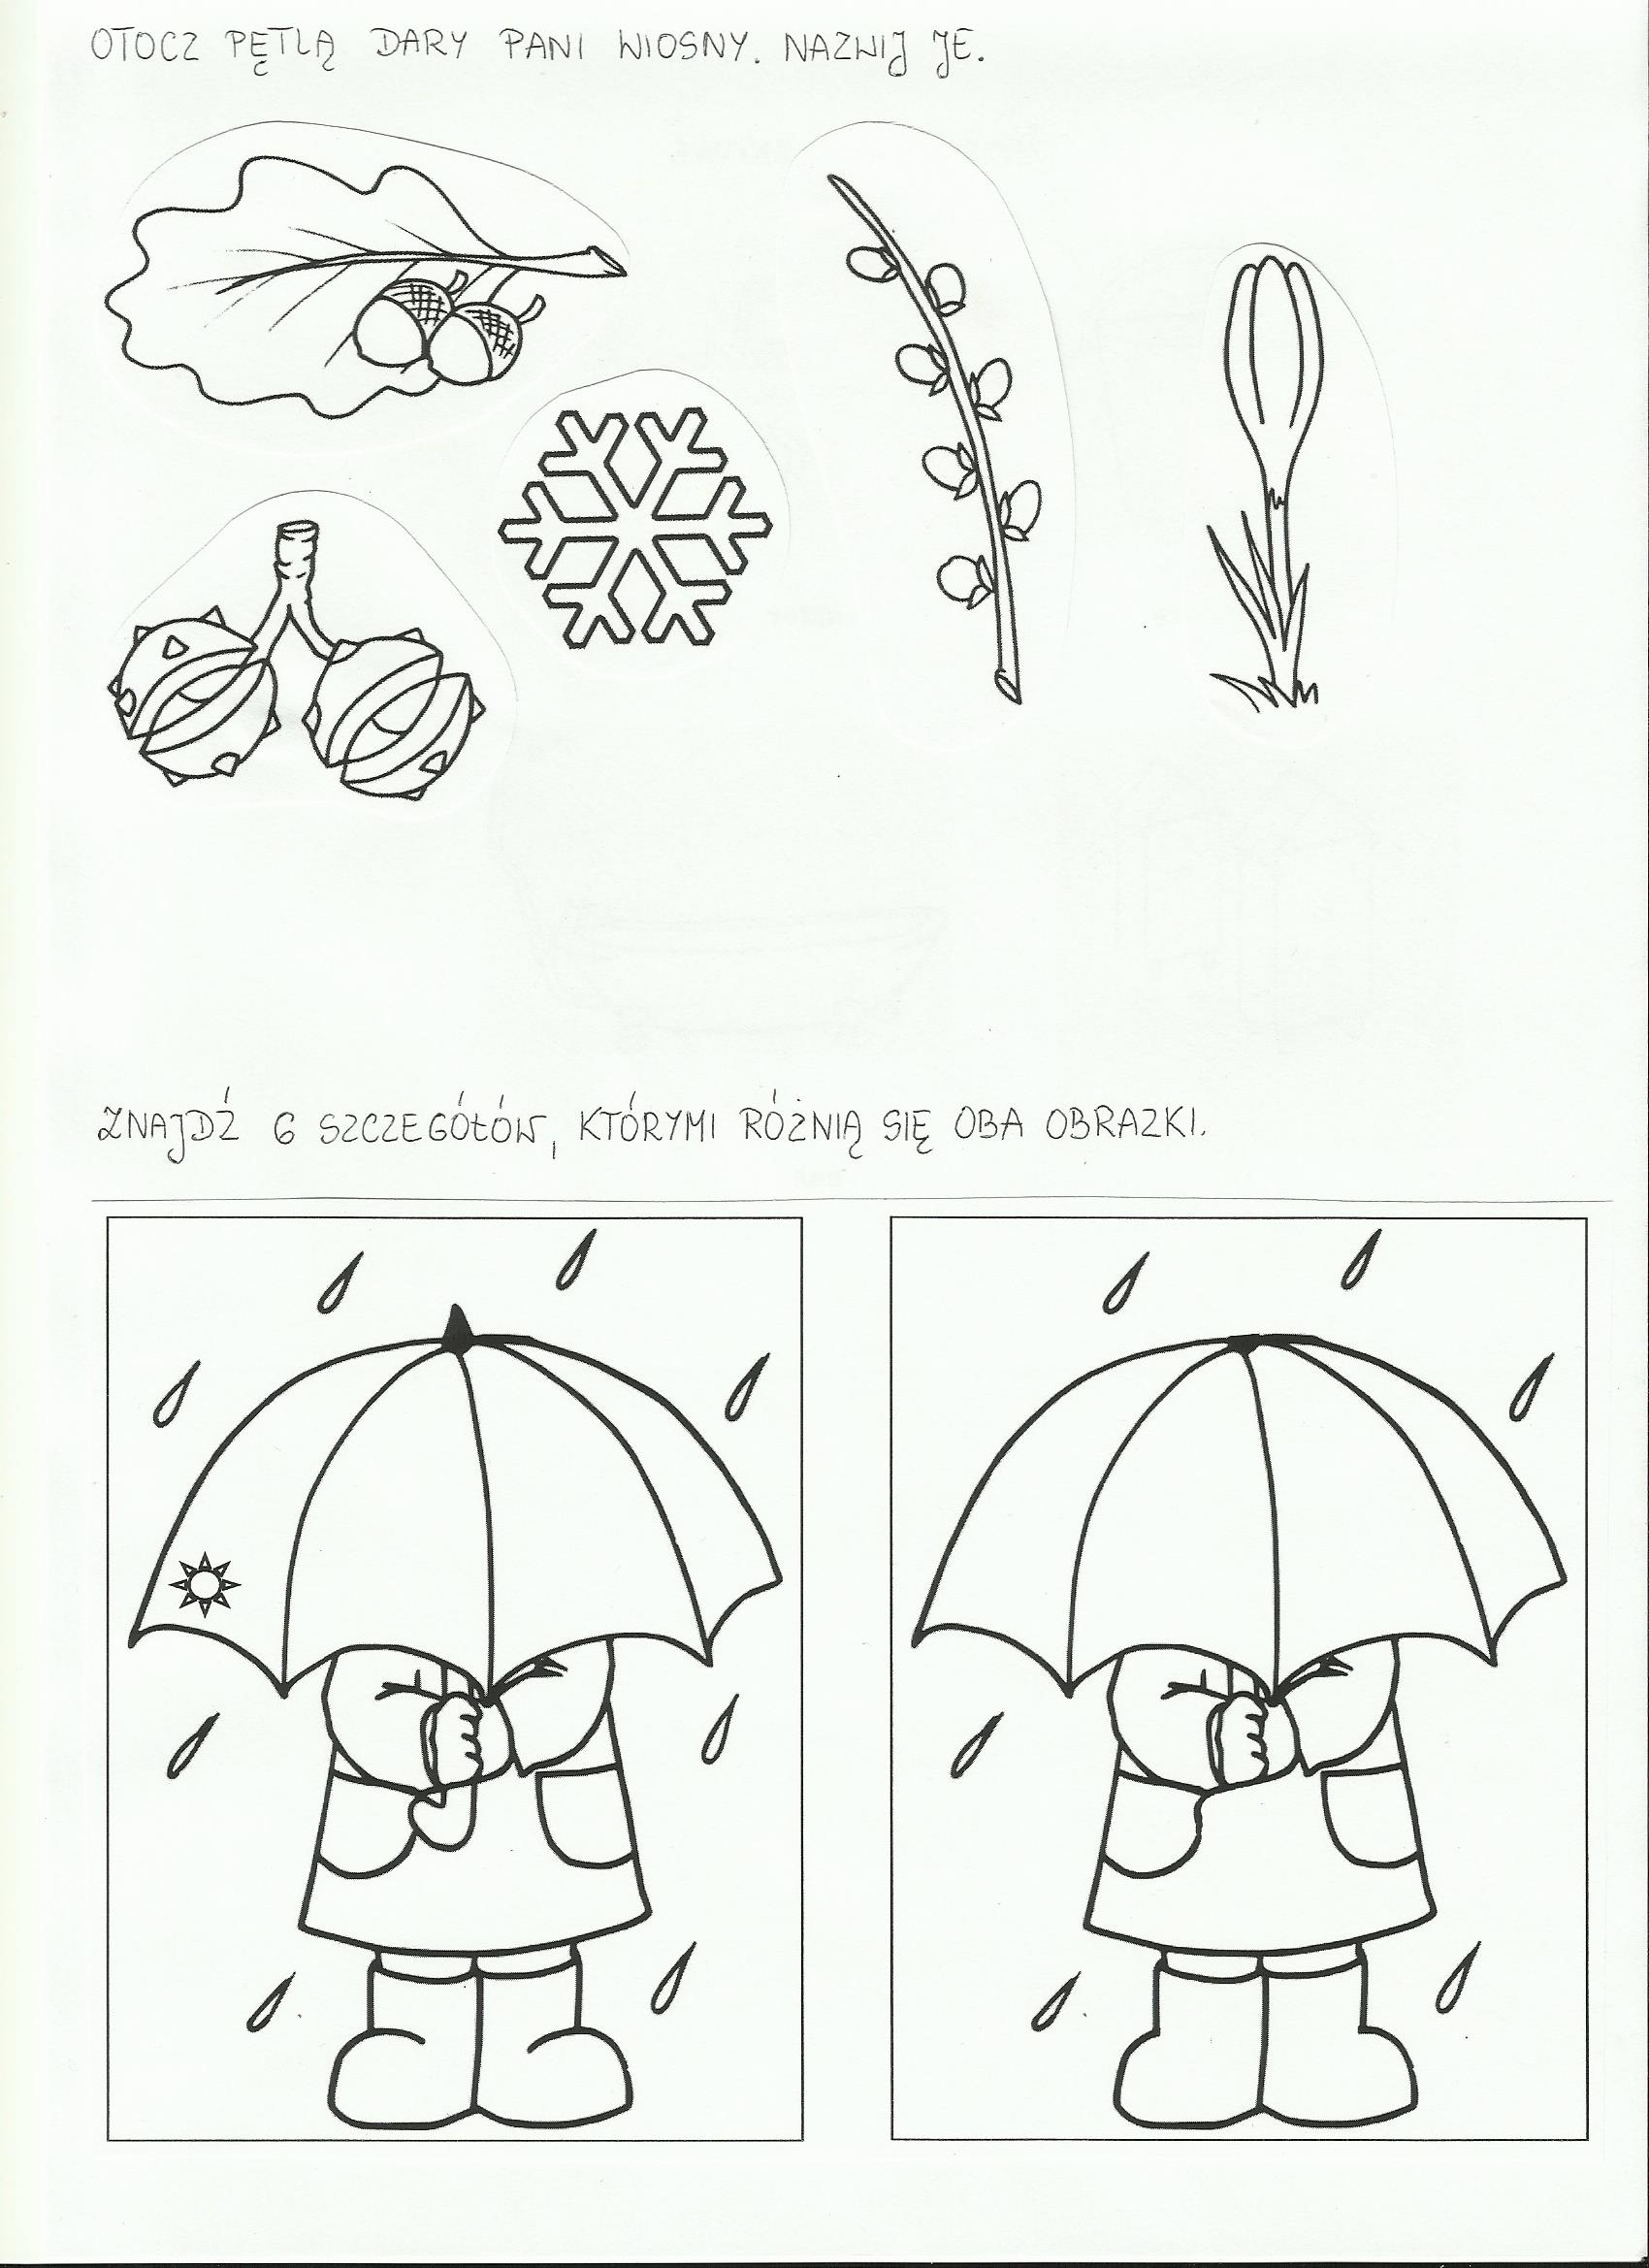 OTOCZ PĘTLĄ DARY PANI WIOSNY. NAZWIJ JE.
ZNAJDŹ 6 SZCZEGÓŁÓW, KTÓRYMI RÓŻNIĄ SIĘ OBA OBRAZKI.